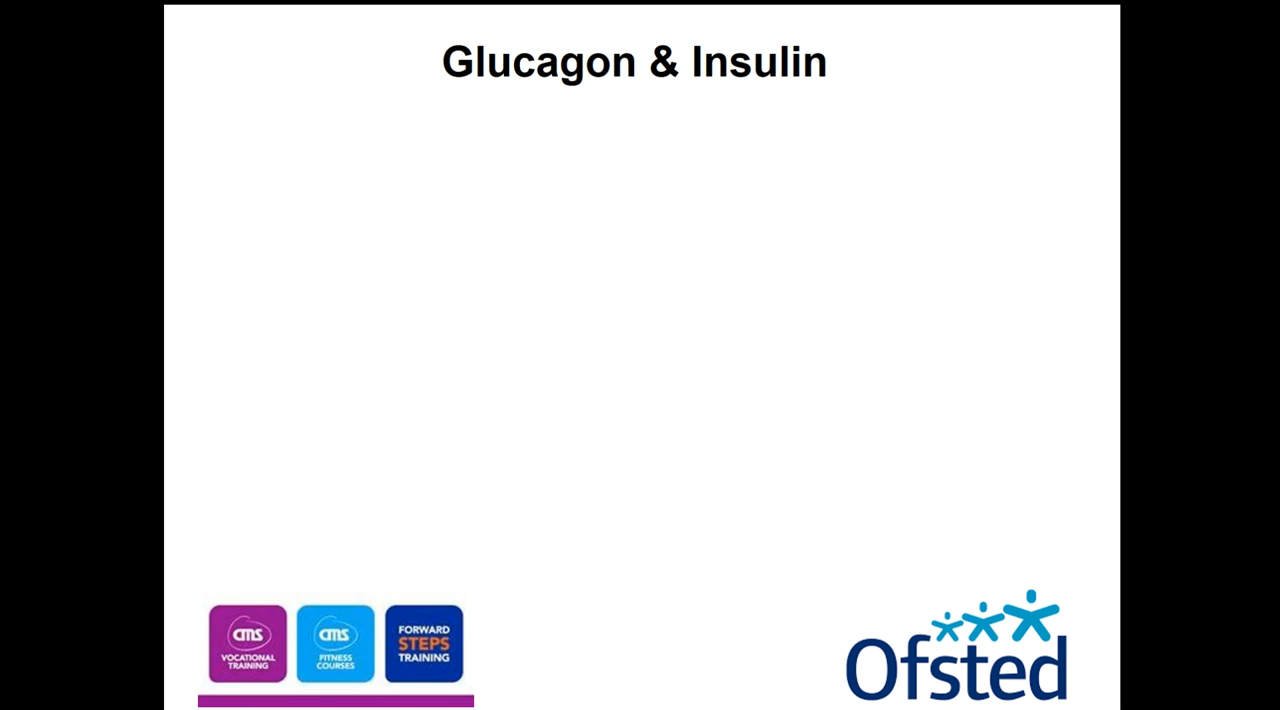 Glucagon & Insulin
cms
VOCATIONAL
TRAINING
cms
FITNESS
COURSES
FORWARD
STEPS
TRAINING
Ofsted